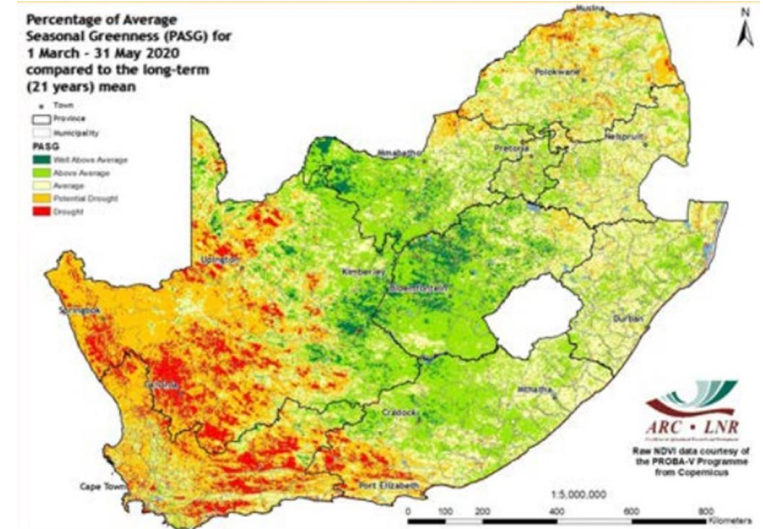 Percentage of Average
Seasonal Greenness (PASG) for
1 March - 31 May 2020
compared to the long-term
(21 years) mean
Town
Province
Municipality
PASG
Well Above Average
Above Average
Average
Potential Drought
Drought
N
Musina
Polokwane
Mmabatho
Pretoria
Nelspruit
Upington
Kimberley
Bloemfontein
Springbok
Durban
Mthatha
Cradock
Cape Town
Port Elizabeth
ARC • LNR
Raw NDVI data courtesy of
the PROBA-V Programme
from Copernicus
1:5,000,000
0 100 200 400 600 800
Kilometers